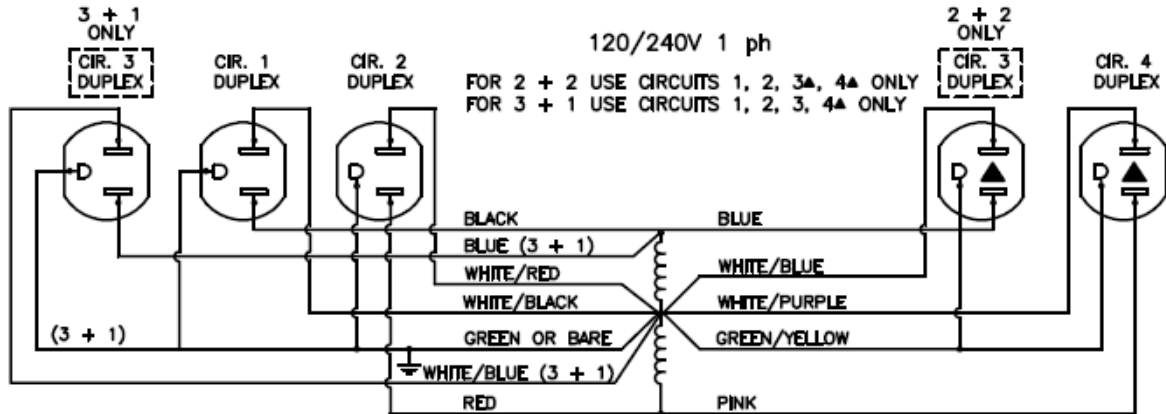 3 + 1
ONLY
CIR. 3
DUPLEX
CIR. 1
DUPLEX
CIR. 2
DUPLEX
120/240V 1 ph
FOR 2 + 2 USE CIRCUITS 1, 2, 3▲, 4▲ ONLY
FOR 3 + 1 USE CIRCUITS 1, 2, 3, 4▲ ONLY
2 + 2
ONLY
CIR. 3
DUPLEX
CIR. 4
DUPLEX
BLACK
BLUE
BLUE (3 + 1)
WHITE/RED
WHITE/BLUE
WHITE/BLACK
WHITE/PURPLE
(3 + 1)
GREEN OR BARE
GREEN/YELLOW
WHITE/BLUE (3 + 1)
RED
PINK